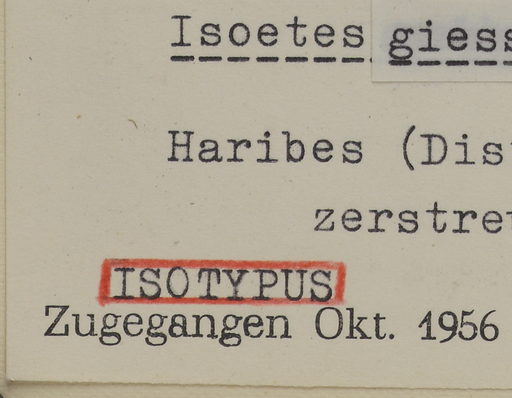 Isoetes giess
Haribes (Dis
zerstre
ISOTYPUS
Zugegangen Okt. 1956